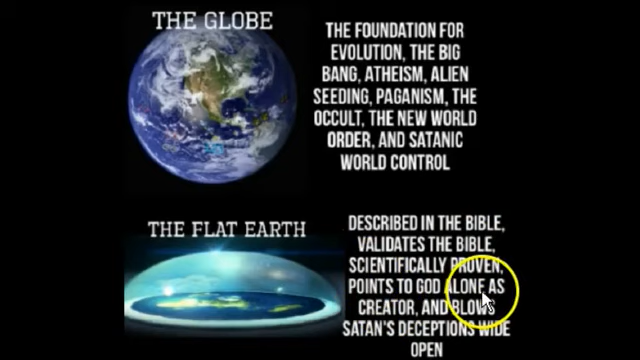 THE GLOBE
THE FOUNDATION FOR
EVOLUTION, THE BIG
BANG, ATHEISM, ALIEN
SEEDING, PAGANISM, THE
OCCULT, THE NEW WORLD
ORDER, AND SATANIC
WORLD CONTROL
THE FLAT EARTH
DESCRIBED IN THE BIBLE,
VALIDATES THE BIBLE,
SCIENTIFICALLY PROVEN,
POINTS TO GOD ALONE AS
CREATOR, AND BLOWS
SATAN'S DECEPTIONS WIDE
OPEN